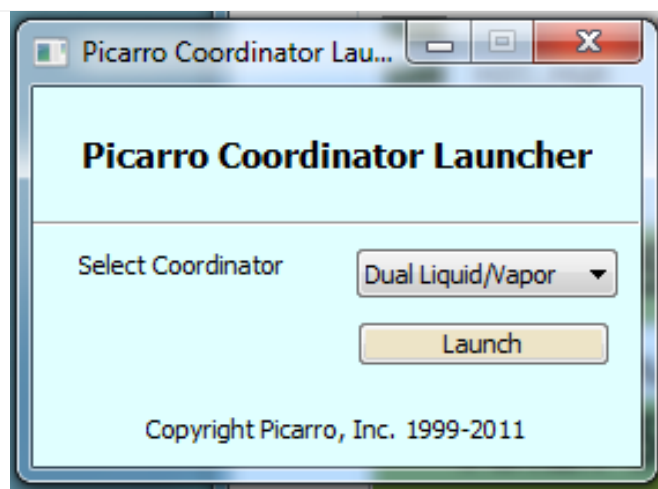 Picarro Coordinator Lau...
Picarro Coordinator Launcher
Select Coordinator
Dual Liquid/Vapor
Launch
Copyright Picarro, Inc. 1999-2011